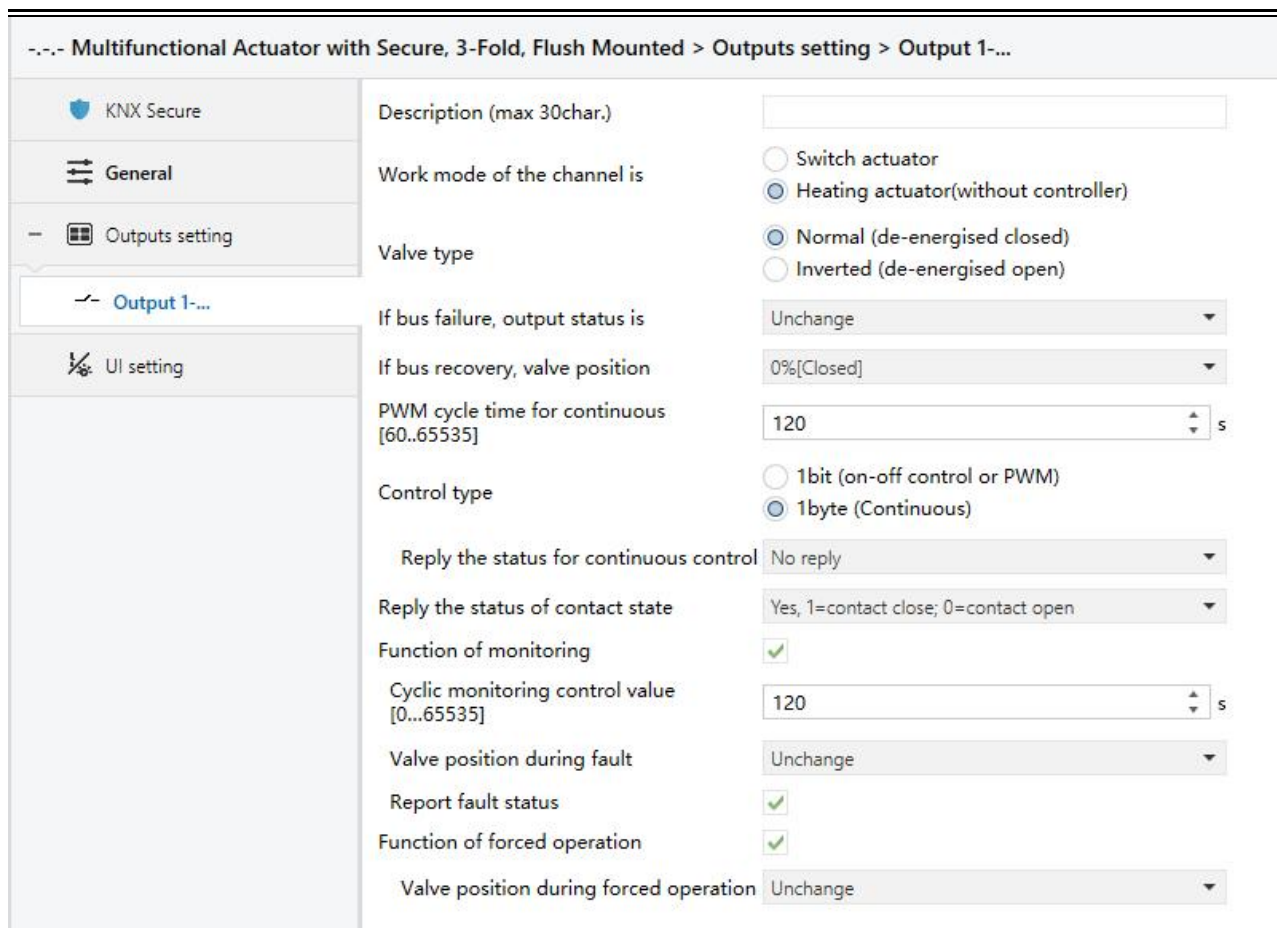 -.-.- Multifunctional Actuator with Secure, 3-Fold, Flush Mounted > Outputs setting > Output 1-...
KNX Secure
General
Outputs setting
Output 1-...
UI setting
Description (max 30char.)
Work mode of the channel is
Switch actuator
Heating actuator(without controller)
Valve type
Normal (de-energised closed)
Inverted (de-energised open)
If bus failure, output status is
Unchange
If bus recovery, valve position
0%[Closed]
PWM cycle time for continuous
[60..65535]
120
s
Control type
1bit (on-off control or PWM)
1byte (Continuous)
Reply the status for continuous control
No reply
Reply the status of contact state
Yes, 1=contact close; 0=contact open
Function of monitoring
Cyclic monitoring control value
[0...65535]
120
s
Valve position during fault
Unchange
Report fault status
Function of forced operation
Valve position during forced operation
Unchange